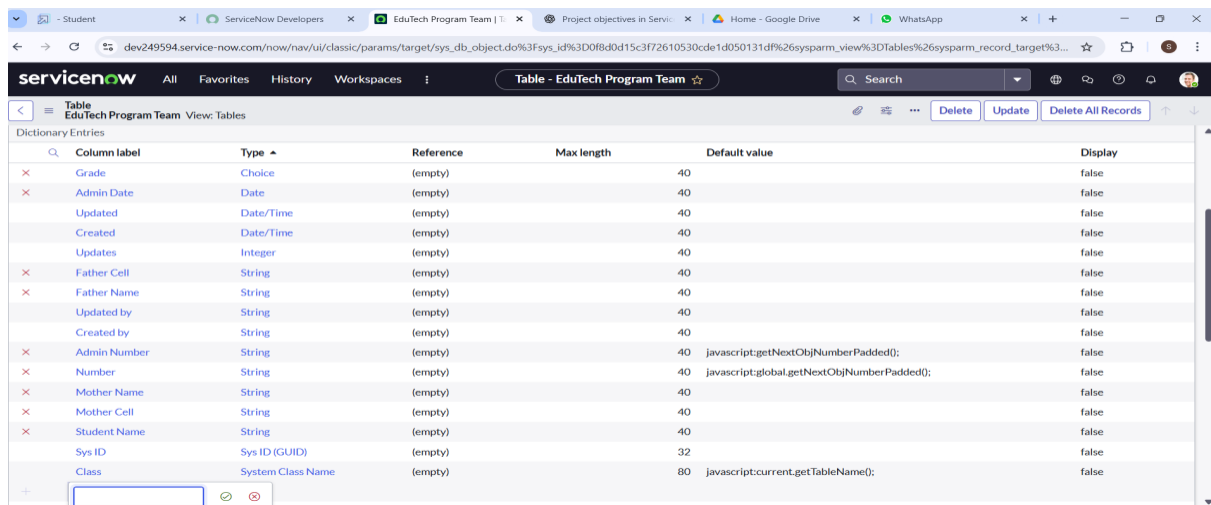 - Student
ServiceNow Developers
EduTech Program Team | Ta
Project objectives in Servic
Home - Google Drive
WhatsApp
dev249594.service-now.com/now/nav/ui/classic/params/target/sys_db_object.do%3Fsys_id%3D0f8d0d15c3f72610530cde1d050131df%26sysparm_view%3DTables%26sysparm_record_target%3...
S
servicenow All Favorites History Workspaces
Table - EduTech Program Team
Search
Table
EduTech Program Team View: Tables
Delete Update Delete All Records
Dictionary Entries
Column label Type Reference Max length Default value Display
Grade Choice (empty) 40 false
Admin Date Date (empty) 40 false
Updated Date/Time (empty) 40 false
Created Date/Time (empty) 40 false
Updates Integer (empty) 40 false
Father Cell String (empty) 40 false
Father Name String (empty) 40 false
Updated by String (empty) 40 false
Created by String (empty) 40 false
Admin Number String (empty) 40 javascript:getNextObjNumberPadded(); false
Number String (empty) 40 javascript:global.getNextObjNumberPadded(); false
Mother Name String (empty) 40 false
Mother Cell String (empty) 40 false
Student Name String (empty) 40 false
Sys ID Sys ID (GUID) (empty) 32 false
Class System Class Name (empty) 80 javascript:current.getTableName(); false